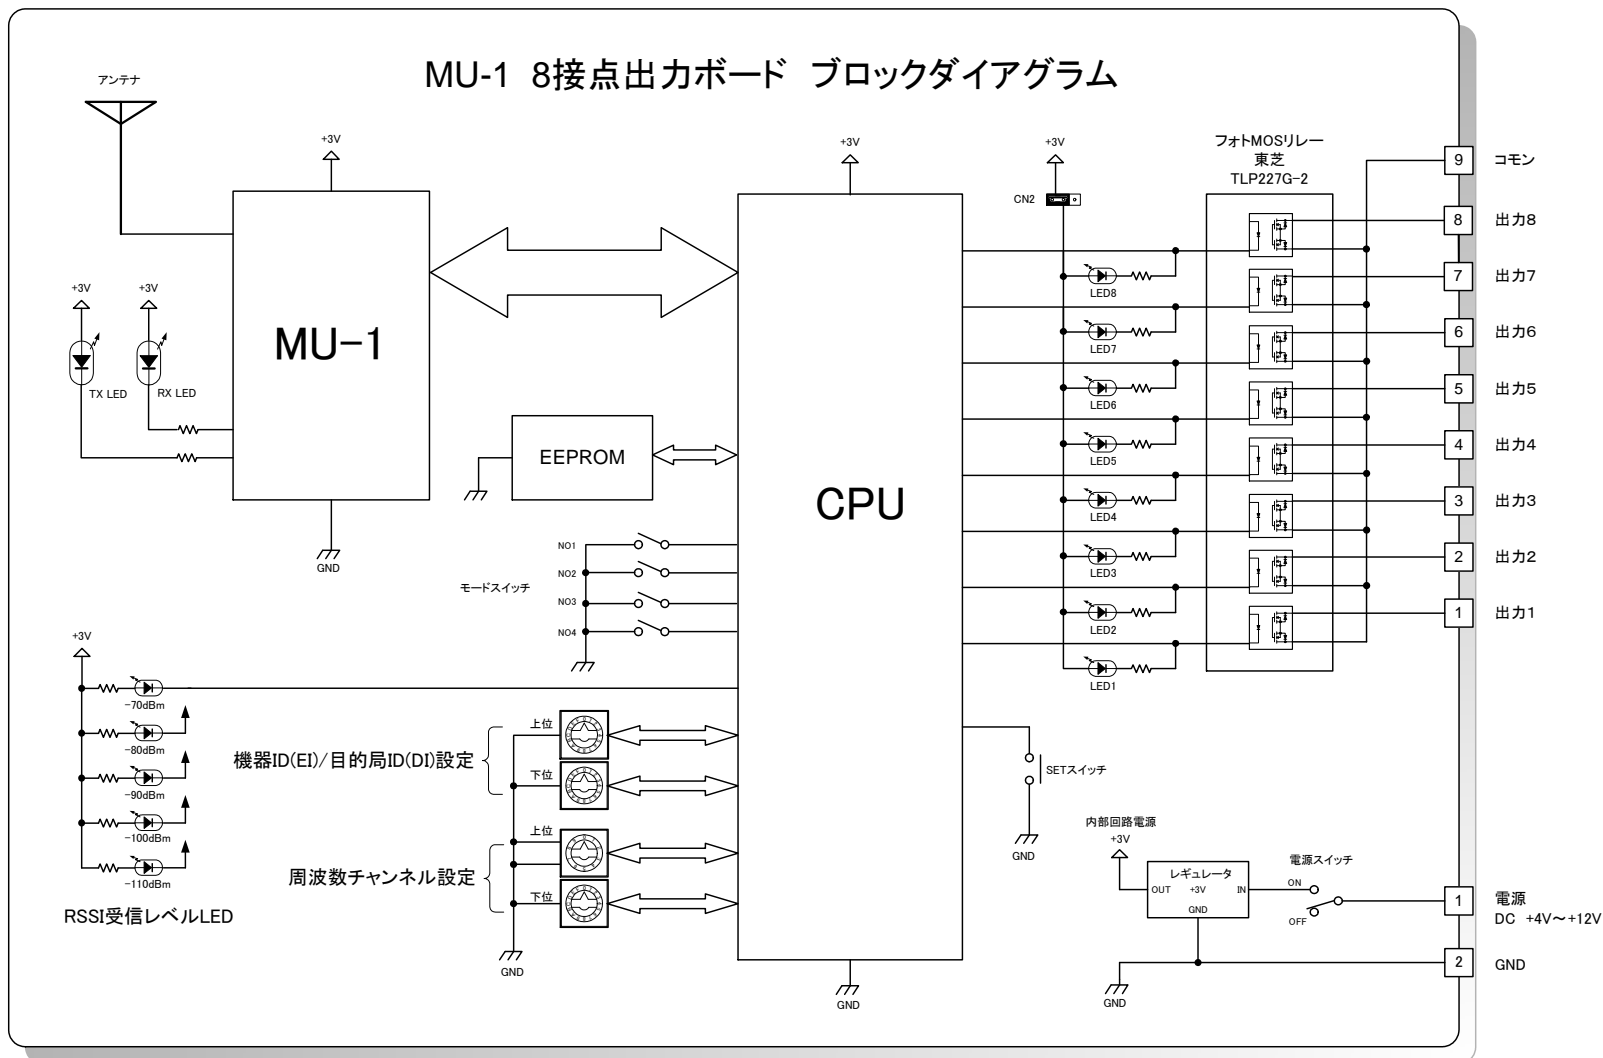 MU-1 8接点出力ボード ブロックダイアグラム
アンテナ
+3V
MU-1
GND
+3V
TX LED
+3V
RX LED
EEPROM
モードスイッチ
NO1
NO2
NO3
NO4
+3V
CPU
GND
+3V
-70dBm
-80dBm
-90dBm
-100dBm
-110dBm
RSSI受信レベルLED
機器ID(EI)/目的局ID(DI)設定
上位
下位
周波数チャンネル設定
上位
下位
GND
+3V
CN2
LED8
LED7
LED6
LED5
LED4
LED3
LED2
LED1
フォトMOSリレー
東芝
TLP227G-2
9 コモン
8 出力8
7 出力7
6 出力6
5 出力5
4 出力4
3 出力3
2 出力2
1 出力1
SETスイッチ
GND
内部回路電源
+3V
レギュレータ
OUT +3V IN
GND
電源スイッチ
ON
OFF
GND
1 電源
DC +4V～+12V
2 GND